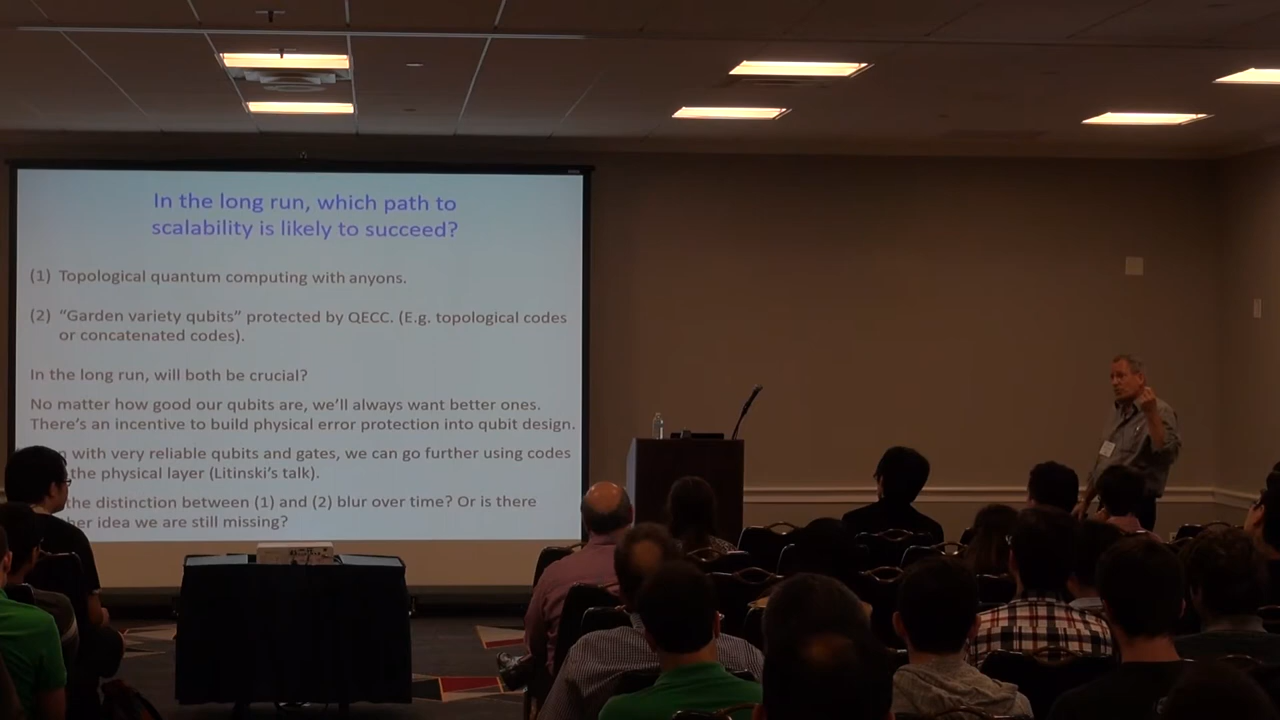 In the long run, which path to
scalability is likely to succeed?
(1) Topological quantum computing with anyons.
(2) “Garden variety qubits” protected by QECC. (E.g. topological codes
or concatenated codes).
In the long run, will both be crucial?
No matter how good our qubits are, we’ll always want better ones.
There’s an incentive to build physical error protection into qubit design.
with very reliable qubits and gates, we can go further using codes
the physical layer (Litinski’s talk).
the distinction between (1) and (2) blur over time? Or is there
idea we are still missing?